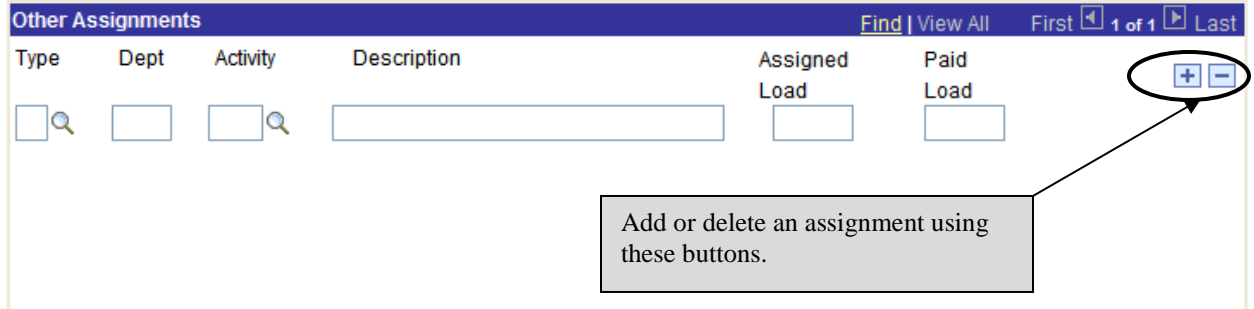 Other Assignments Find | View All First 1 of 1 Last
Type Dept Activity Description Assigned Load Paid Load
Add or delete an assignment using
these buttons.